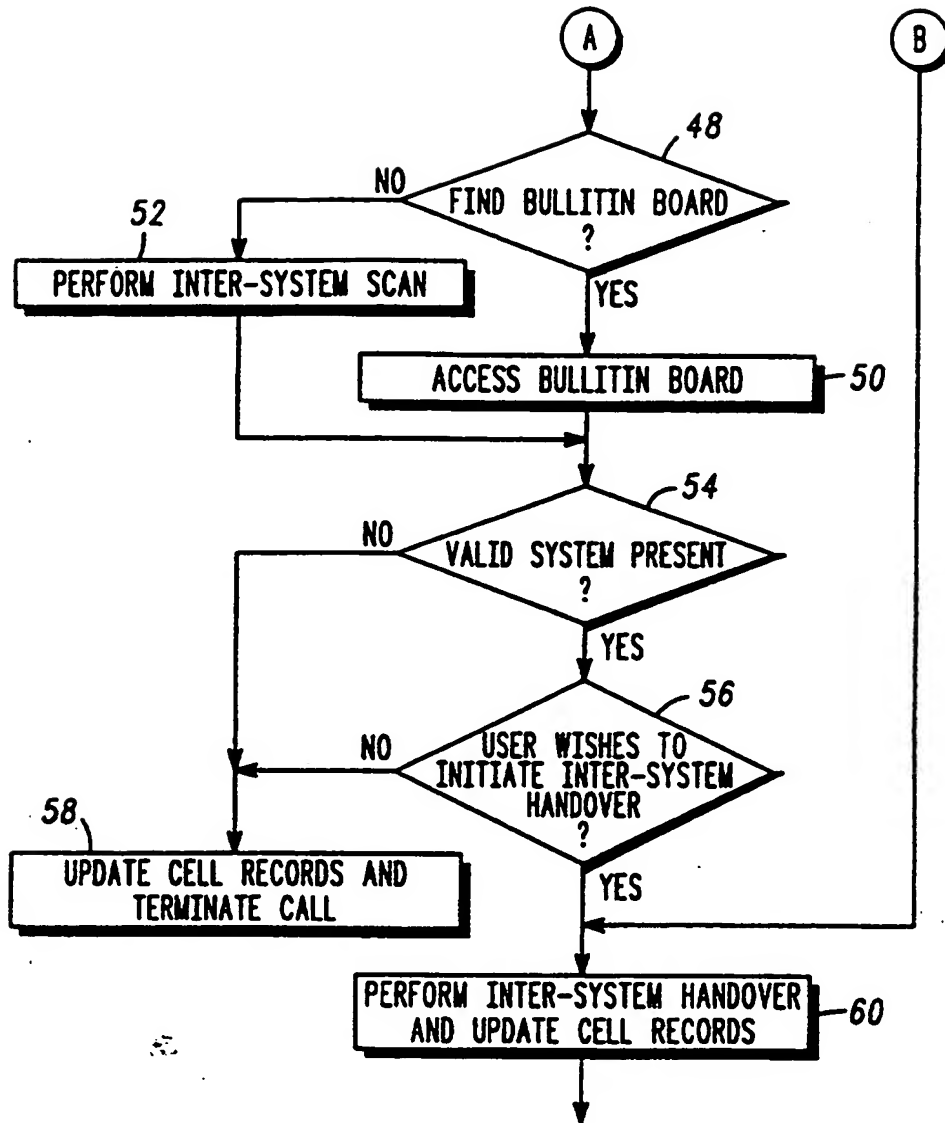 A
B
48
NO
FIND BULLITIN BOARD
?
52
PERFORM INTER-SYSTEM SCAN
YES
ACCESS BULLITIN BOARD
50
54
NO
VALID SYSTEM PRESENT
?
YES
56
NO
USER WISHES TO
INITIATE INTER-SYSTEM
HANDOVER
?
58
UPDATE CELL RECORDS AND
TERMINATE CALL
YES
PERFORM INTER-SYSTEM HANDOVER
AND UPDATE CELL RECORDS
60